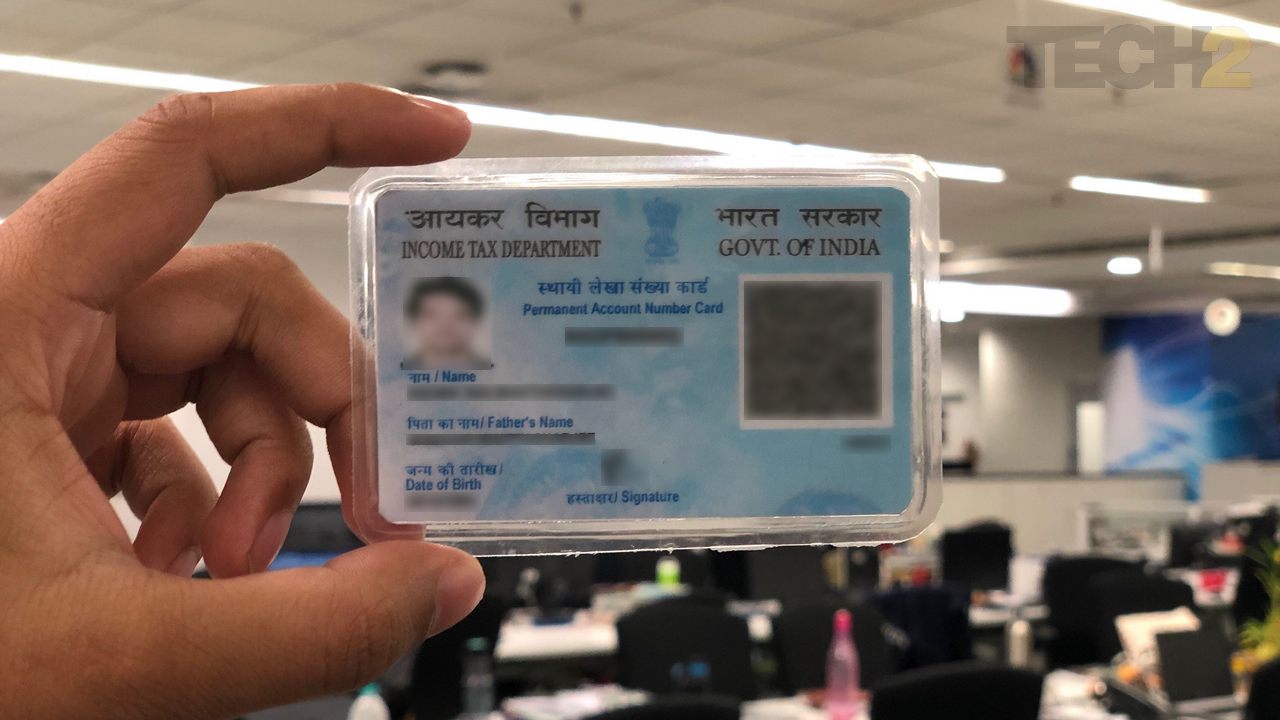 TECH2
आयकर विभाग
INCOME TAX DEPARTMENT
भारत सरकार
GOVT. OF INDIA
स्थायी लेखा संख्या कार्ड
Permanent Account Number Card
नाम / Name
पिता का नाम/ Father's Name
जन्म की तारीख/
Date of Birth
हस्ताक्षर/ Signature